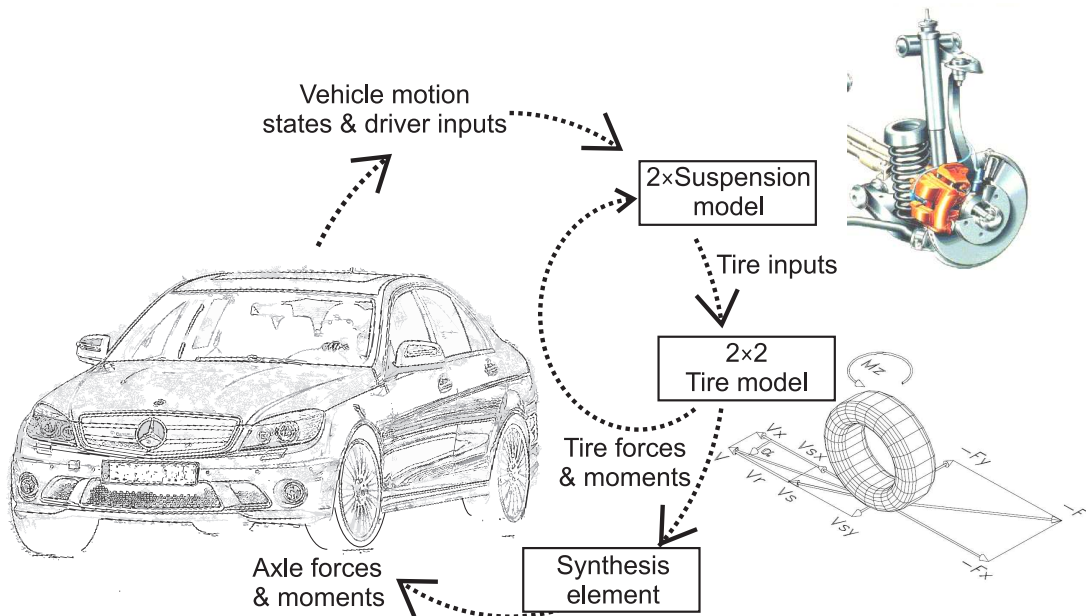 Vehicle motion
states & driver inputs
2×Suspension
model
Tire inputs
2×2
Tire model
Mz
Tire forces
& moments
Vx
Vsx
α
V
Vr
Vs
Vsy
-Fy
-F
-Fx
Synthesis
element
Axle forces
& moments